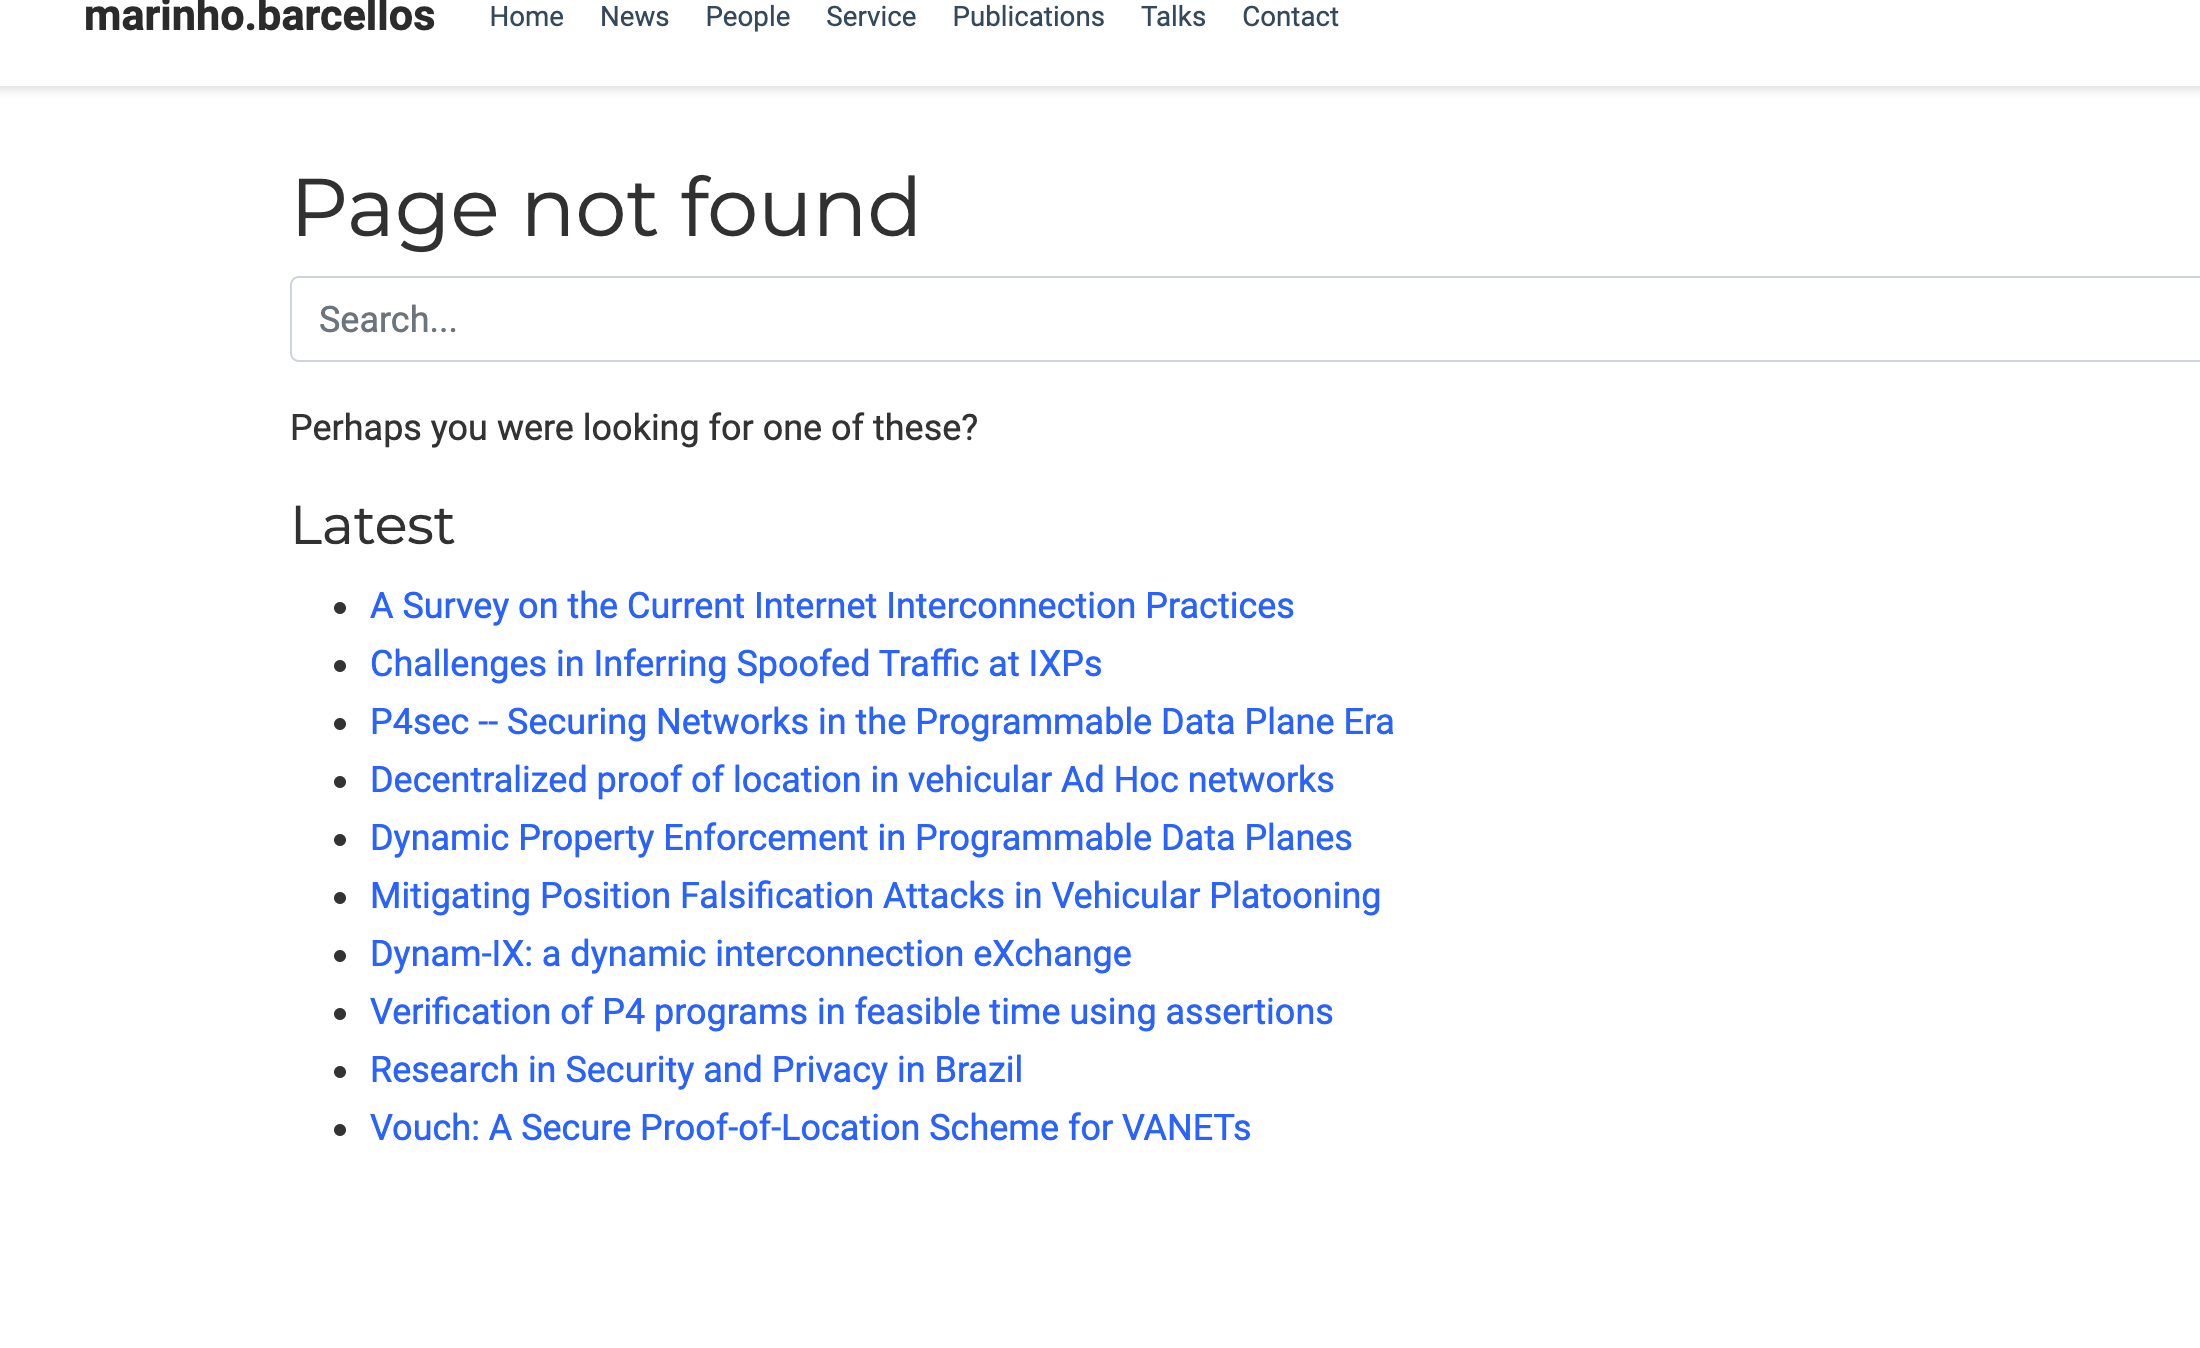 marinho.barcellos Home News People Service Publications Talks Contact
Page not found
Search...
Perhaps you were looking for one of these?
Latest
A Survey on the Current Internet Interconnection Practices
Challenges in Inferring Spoofed Traffic at IXPs
P4sec -- Securing Networks in the Programmable Data Plane Era
Decentralized proof of location in vehicular Ad Hoc networks
Dynamic Property Enforcement in Programmable Data Planes
Mitigating Position Falsification Attacks in Vehicular Platooning
Dynam-IX: a dynamic interconnection eXchange
Verification of P4 programs in feasible time using assertions
Research in Security and Privacy in Brazil
Vouch: A Secure Proof-of-Location Scheme for VANETs